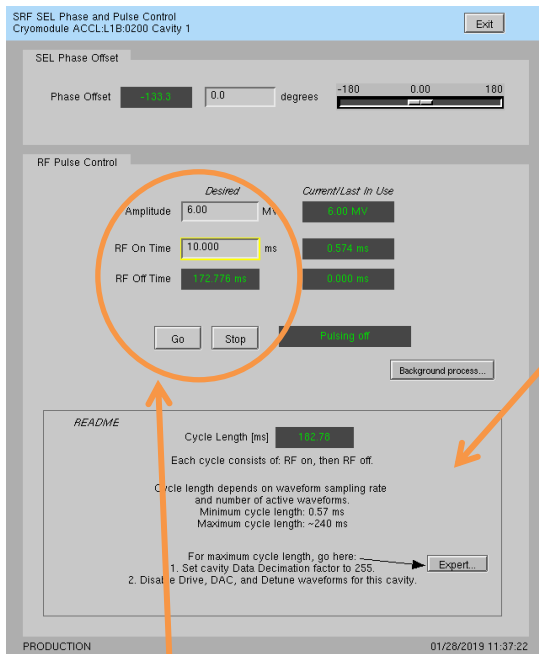 SRF SEL Phase and Pulse Control
Cryomodule ACCL:L1B:0200 Cavity 1
Exit
SEL Phase Offset
Phase Offset -133.3 0.0 degrees -180 0.00 180
RF Pulse Control
Desired Current/Last In Use
Amplitude 6.00 MV 6.00 MV
RF On Time 10.000 ms 0.574 ms
RF Off Time 172.776 ms 0.000 ms
Go Stop Pulsing off
Background process...
README
Cycle Length [ms] 182.78
Each cycle consists of: RF on, then RF off.
Cycle length depends on waveform sampling rate
and number of active waveforms.
Minimum cycle length: 0.57 ms
Maximum cycle length: ~240 ms
For maximum cycle length, go here:
1. Set cavity Data Decimation factor to 255.
Expert...
2. Disable Drive, DAC, and Detune waveforms for this cavity.
PRODUCTION 01/28/2019 11:37:22